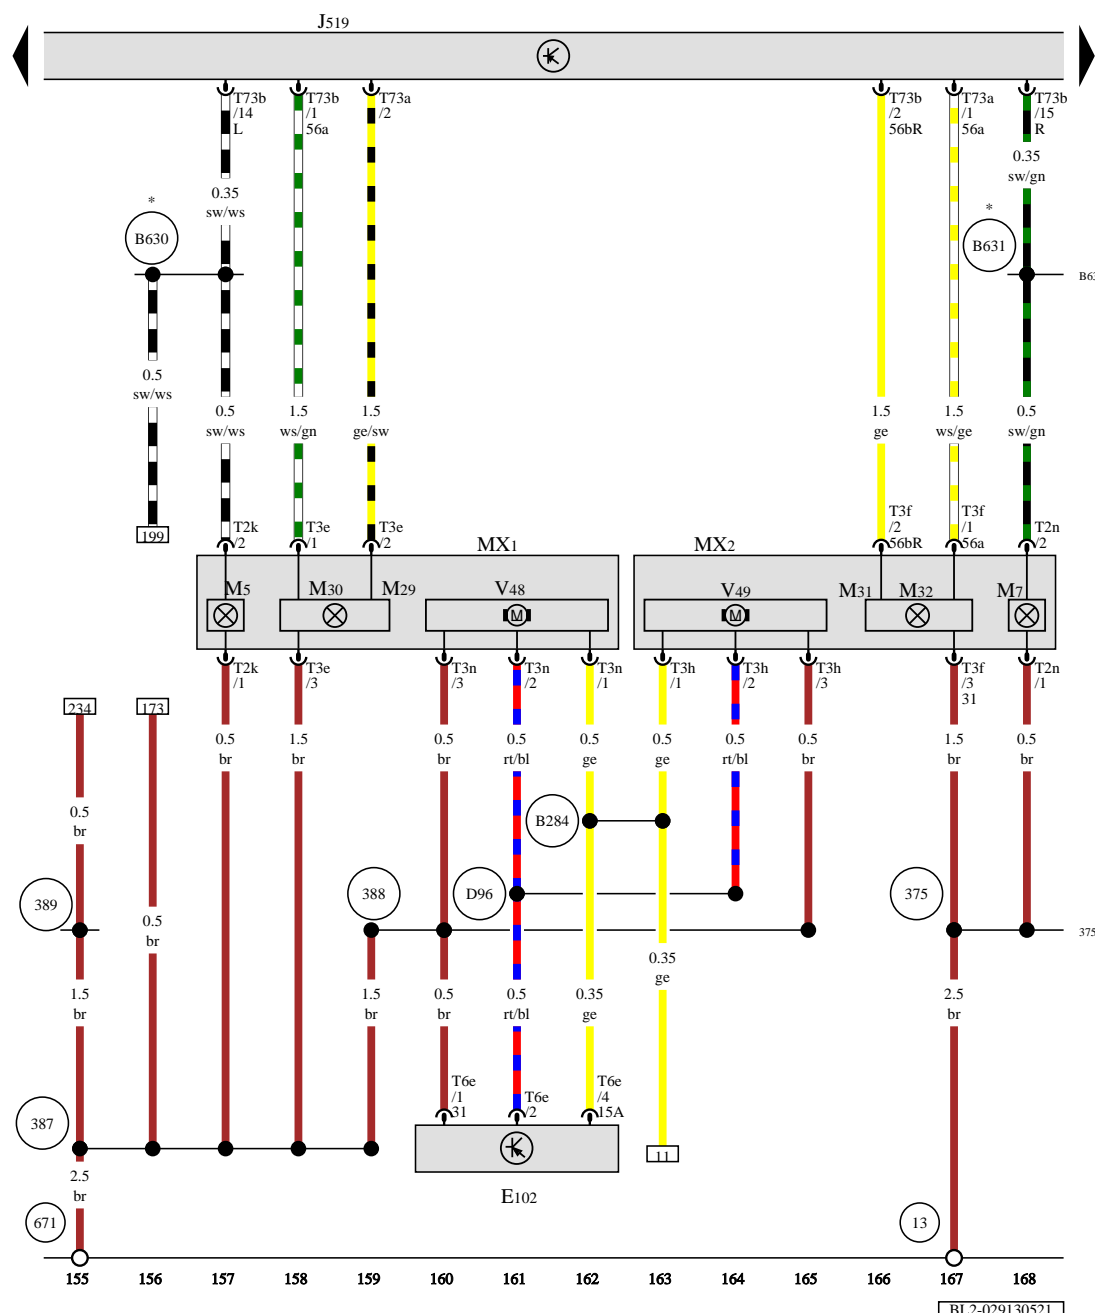 J519
T73b
/14
L
T73b
/1
56a
T73a
/2
T73b
/2
56bR
T73a
/1
56a
T73b
/15
R
0.35
sw/ws
0.35
sw/gn
*
B630
*
B631
0.5
sw/ws
0.5
sw/ws
1.5
ws/gn
1.5
ge/sw
1.5
ge
1.5
ws/ge
0.5
sw/gn
199
T2k
/2
T3e
/1
T3e
/2
MX1
MX2
T3f
/2
56bR
T3f
/1
56a
T2n
/2
M5
M30
M29
V48
V49
M31
M32
M7
M
M
T2k
/1
T3e
/3
T3n
/3
T3n
/2
T3n
/1
T3h
/1
T3h
/2
T3h
/3
T3f
/3
31
T2n
/1
234
173
0.5
br
1.5
br
0.5
br
0.5
rt/bl
0.5
ge
0.5
ge
0.5
rt/bl
0.5
br
1.5
br
0.5
br
0.5
br
B284
389
388
D96
375
375
0.5
br
1.5
br
1.5
br
0.5
br
0.5
rt/bl
0.35
ge
0.35
ge
2.5
br
T6e
/1
31
T6e
/2
T6e
/4
15A
387
11
2.5
br
E102
671
13
155 156 157 158 159 160 161 162 163 164 165 166 167 168
BL2-029130521